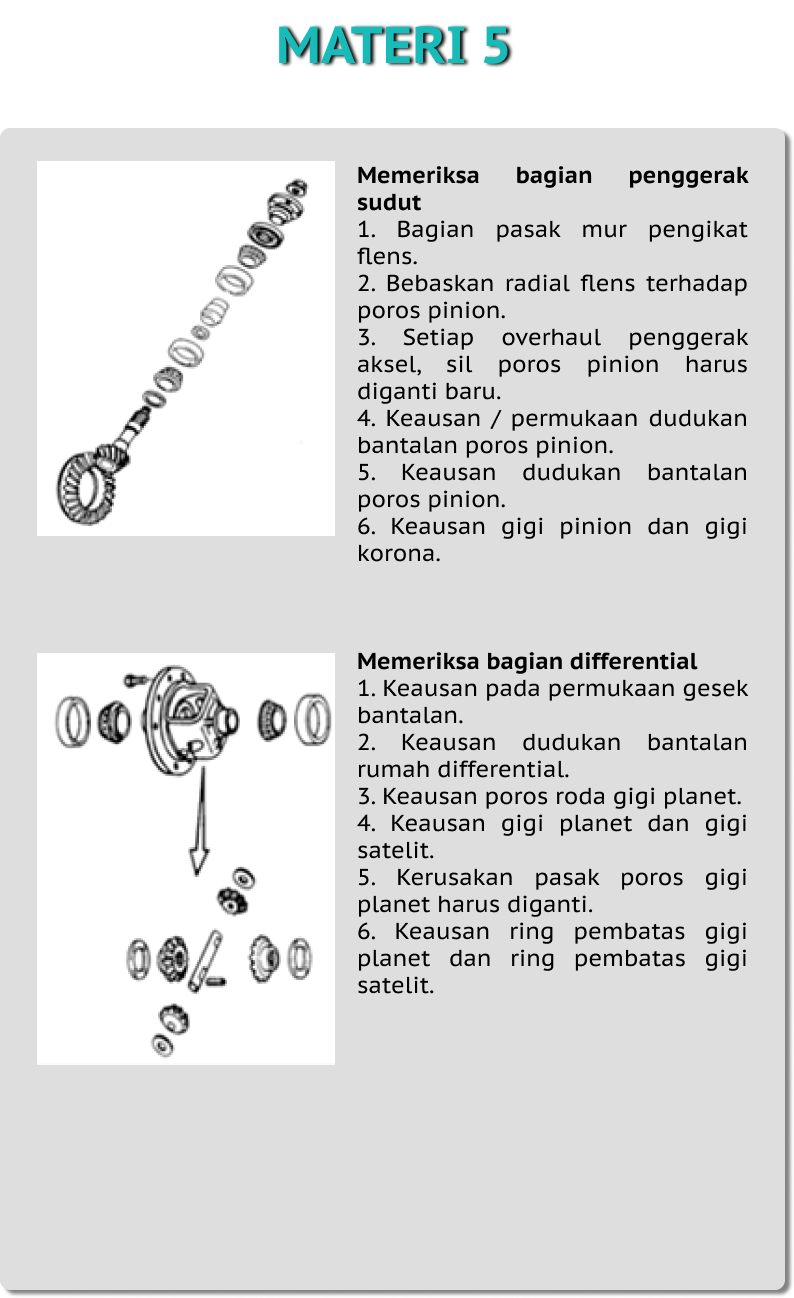 MATERI 5
Memeriksa bagian penggerak
sudut
1. Bagian pasak mur pengikat
flens.
2. Bebaskan radial flens terhadap
poros pinion.
3. Setiap overhaul penggerak
aksel, sil poros pinion harus
diganti baru.
4. Keausan / permukaan dudukan
bantalan poros pinion.
5. Keausan dudukan bantalan
poros pinion.
6. Keausan gigi pinion dan gigi
korona.
Memeriksa bagian differential
1. Keausan pada permukaan gesek
bantalan.
2. Keausan dudukan bantalan
rumah differential.
3. Keausan poros roda gigi planet.
4. Keausan gigi planet dan gigi
satelit.
5. Kerusakan pasak poros gigi
planet harus diganti.
6. Keausan ring pembatas gigi
planet dan ring pembatas gigi
satelit.